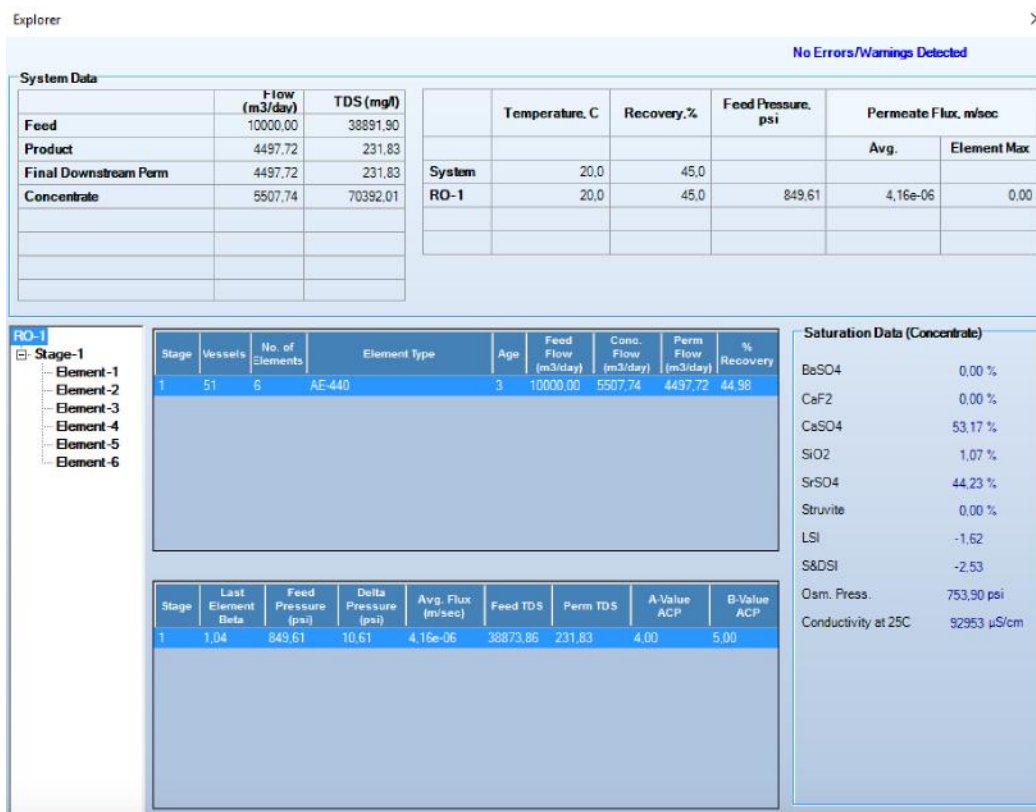 Explorer
No Errors/Warnings Detected
System Data
Flow (m3/day) TDS (mg/l)
Feed 10000,00 38891,90
Product 4497,72 231,83
Final Downstream Perm 4497,72 231,83
Concentrate 5507,74 70392,01
Temperature, C Recovery,% Feed Pressure, psi Permeate Flux, m/sec
Avg. Element Max
System 20,0 45,0
RO-1 20,0 45,0 849,61 4,16e-06 0,00
RO-1
Stage-1
Element-1
Element-2
Element-3
Element-4
Element-5
Element-6
Stage Vessels No. of Elements Element Type Age Feed Flow (m3/day) Conc. Flow (m3/day) Perm Flow (m3/day) % Recovery
1 51 6 AE-440 3 10000,00 5507,74 4497,72 44,98
Stage Last Element Beta Feed Pressure (psi) Delta Pressure (psi) Avg. Flux (m/sec) Feed TDS Perm TDS A-Value ACP B-Value ACP
1 1,04 849,61 10,61 4,16e-06 38873,86 231,83 4,00 5,00
Saturation Data (Concentrate)
BaSO4 0,00 %
CaF2 0,00 %
CaSO4 53,17 %
SiO2 1,07 %
SrSO4 44,23 %
Struvite 0,00 %
LSI -1,62
S&DSI -2,53
Osm. Press. 753,90 psi
Conductivity at 25C 92953 µS/cm